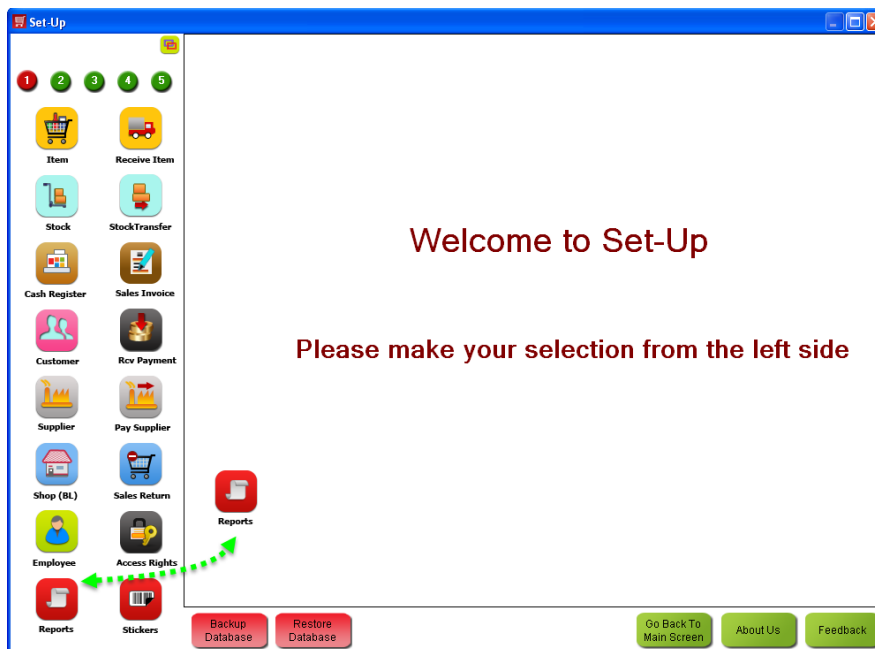 Set-Up
1 2 3 4 5
Item Receive Item
Stock StockTransfer
Cash Register Sales Invoice
Customer Rcv Payment
Supplier Pay Supplier
Shop (BL) Sales Return
Employee Access Rights
Reports Stickers
Welcome to Set-Up
Please make your selection from the left side
Reports
Backup
Database
Restore
Database
Go Back To
Main Screen
About Us
Feedback